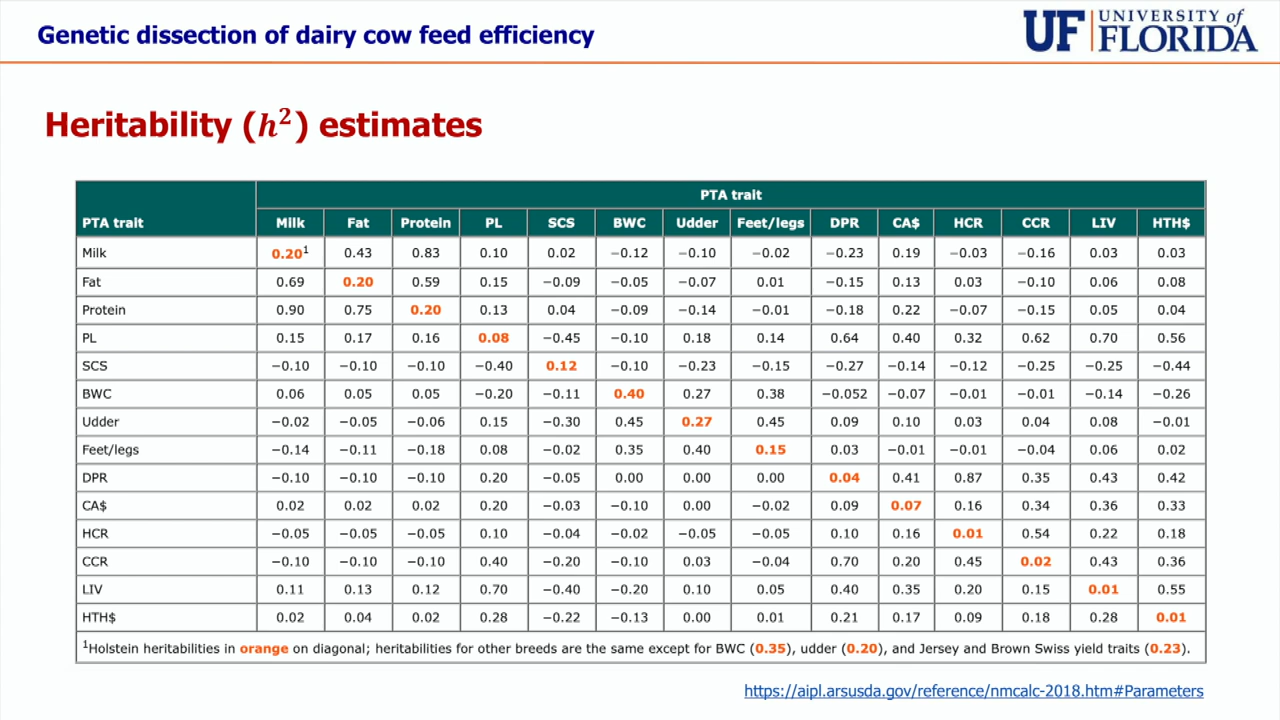 Genetic dissection of dairy cow feed efficiency
UF UNIVERSITY of FLORIDA
Heritability (h²) estimates
PTA trait
PTA trait Milk Fat Protein PL SCS BWC Udder Feet/legs DPR CA$ HCR CCR LIV HTH$
Milk 0.20¹ 0.43 0.83 0.10 0.02 −0.12 −0.10 −0.02 −0.23 0.19 −0.03 −0.16 0.03 0.03
Fat 0.69 0.20 0.59 0.15 −0.09 −0.05 −0.07 0.01 −0.15 0.13 0.03 −0.10 0.06 0.08
Protein 0.90 0.75 0.20 0.13 0.04 −0.09 −0.14 −0.01 −0.18 0.22 −0.07 −0.15 0.05 0.04
PL 0.15 0.17 0.16 0.08 −0.45 −0.10 0.18 0.14 0.64 0.40 0.32 0.62 0.70 0.56
SCS −0.10 −0.10 −0.10 −0.40 0.12 −0.10 −0.23 −0.15 −0.27 −0.14 −0.12 −0.25 −0.25 −0.44
BWC 0.06 0.05 0.05 −0.20 −0.11 0.40 0.27 0.38 −0.052 −0.07 −0.01 −0.01 −0.14 −0.26
Udder −0.02 −0.05 −0.06 0.15 −0.30 0.45 0.27 0.45 0.09 0.10 0.03 0.04 0.08 −0.01
Feet/legs −0.14 −0.11 −0.18 0.08 −0.02 0.35 0.40 0.15 0.03 −0.01 −0.01 −0.04 0.06 0.02
DPR −0.10 −0.10 −0.10 0.20 −0.05 0.00 0.00 0.00 0.04 0.41 0.87 0.35 0.43 0.42
CA$ 0.02 0.02 0.02 0.20 −0.03 −0.10 0.00 −0.02 0.09 0.07 0.16 0.34 0.36 0.33
HCR −0.05 −0.05 −0.05 0.10 −0.04 −0.02 −0.05 −0.05 0.10 0.16 0.01 0.54 0.22 0.18
CCR −0.10 −0.10 −0.10 0.40 −0.20 −0.10 0.03 −0.04 0.70 0.20 0.45 0.02 0.43 0.36
LIV 0.11 0.13 0.12 0.70 −0.40 −0.20 0.10 0.05 0.40 0.35 0.20 0.15 0.01 0.55
HTH$ 0.02 0.04 0.02 0.28 −0.22 −0.13 0.00 0.01 0.21 0.17 0.09 0.18 0.28 0.01
¹Holstein heritabilities in orange on diagonal; heritabilities for other breeds are the same except for BWC (0.35), udder (0.20), and Jersey and Brown Swiss yield traits (0.23).
https://aipl.arsusda.gov/reference/nmcalc-2018.htm#Parameters